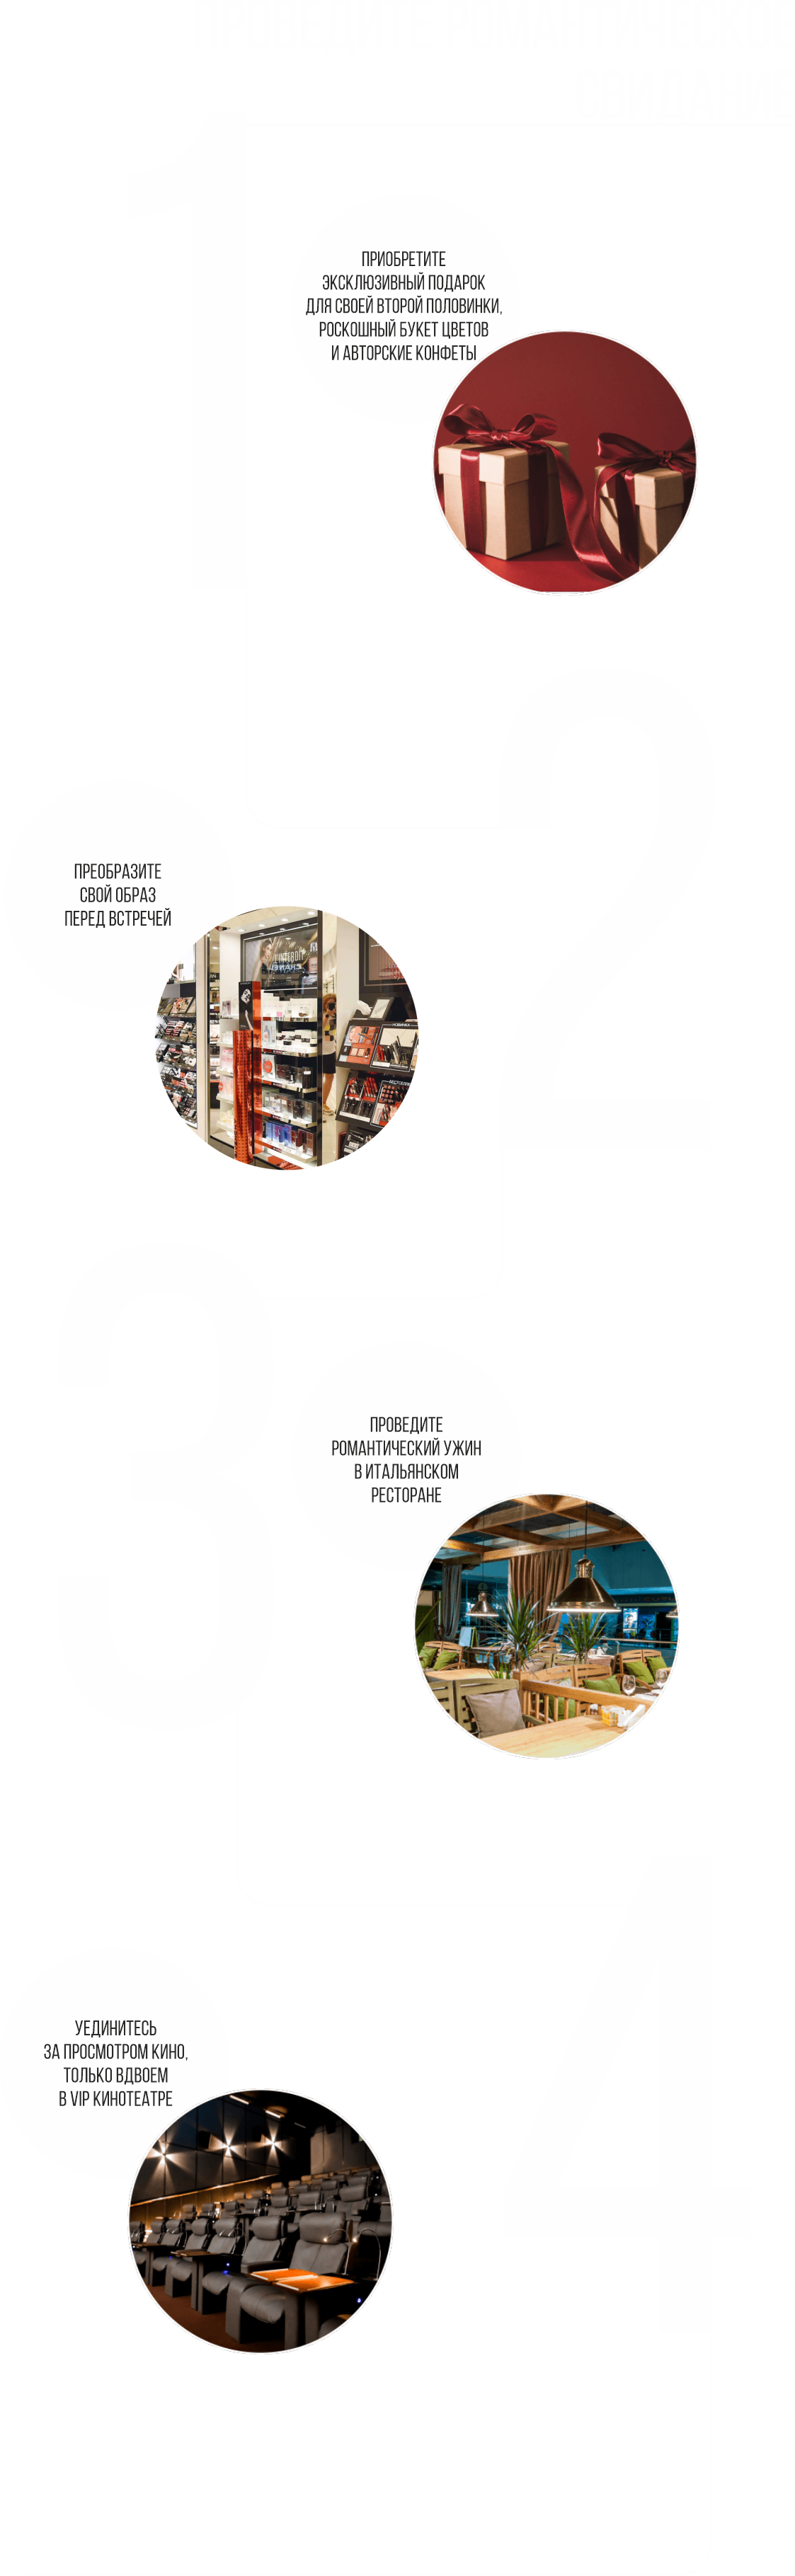 ПРИОБРЕТИТЕ
ЭКСКЛЮЗИВНЫЙ ПОДАРОК
ДЛЯ СВОЕЙ ВТОРОЙ ПОЛОВИНКИ,
РОСКОШНЫЙ БУКЕТ ЦВЕТОВ
И АВТОРСКИЕ КОНФЕТЫ
ПРЕОБРАЗИТЕ
СВОЙ ОБРАЗ
ПЕРЕД ВСТРЕЧЕЙ
ПРОВЕДИТЕ
РОМАНТИЧЕСКИЙ УЖИН
В ИТАЛЬЯНСКОМ
РЕСТОРАНЕ
УЕДИНИТЕСЬ
ЗА ПРОСМОТРОМ КИНО,
ТОЛЬКО ВДВОЕМ
В VIP КИНОТЕАТРЕ